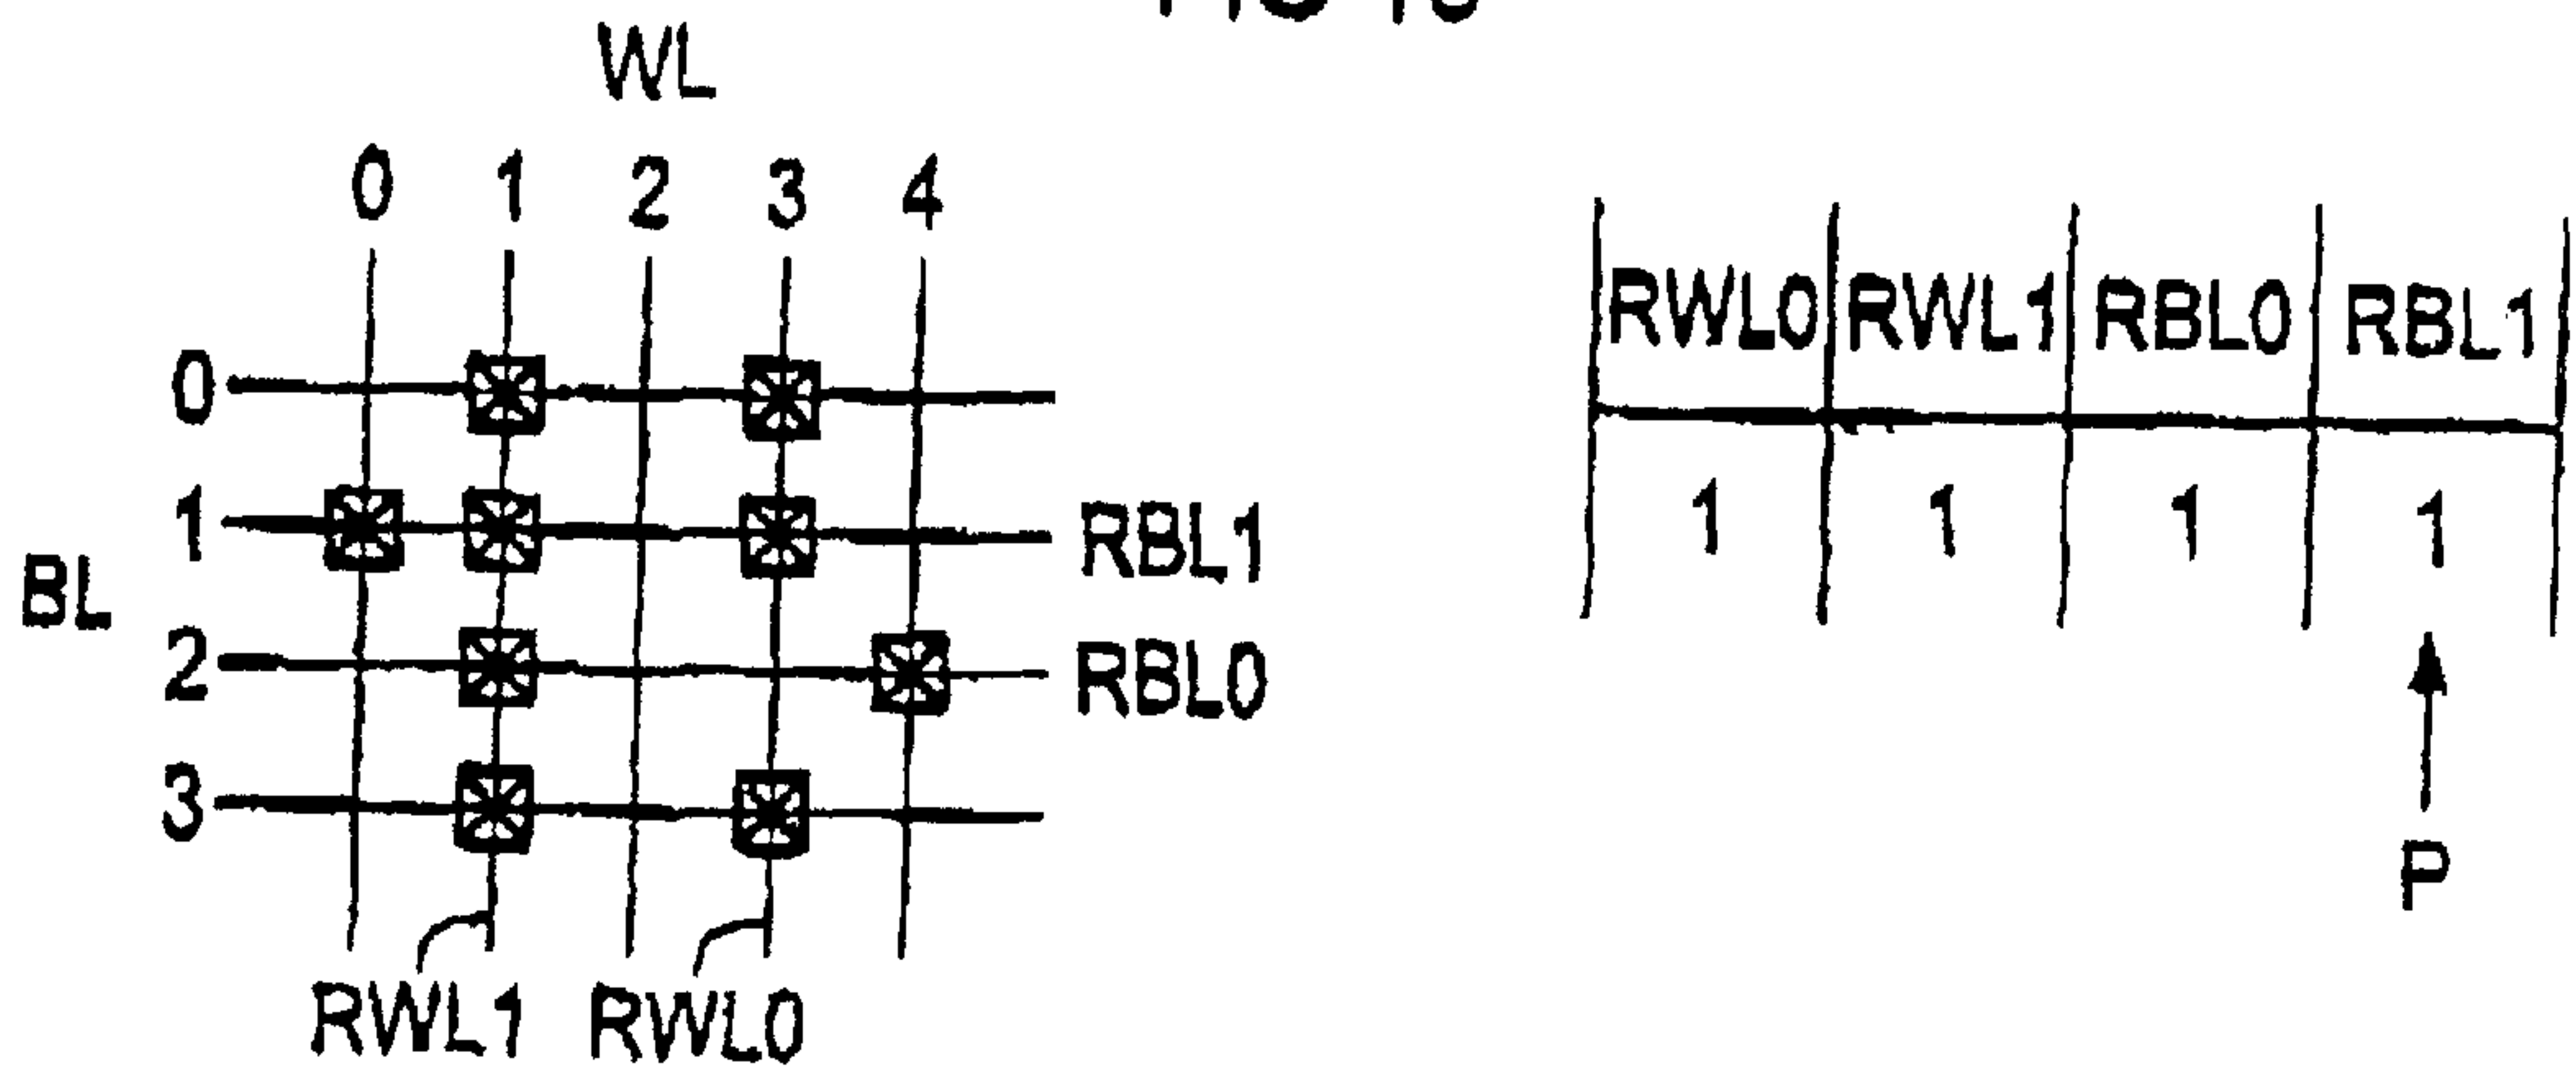 WL
0 1 2 3 4
0
1
BL
2
3
RBL1
RBL0
RWL1 RWL0
RWL0 RWL1 RBL0 RBL1
1 1 1 1
P